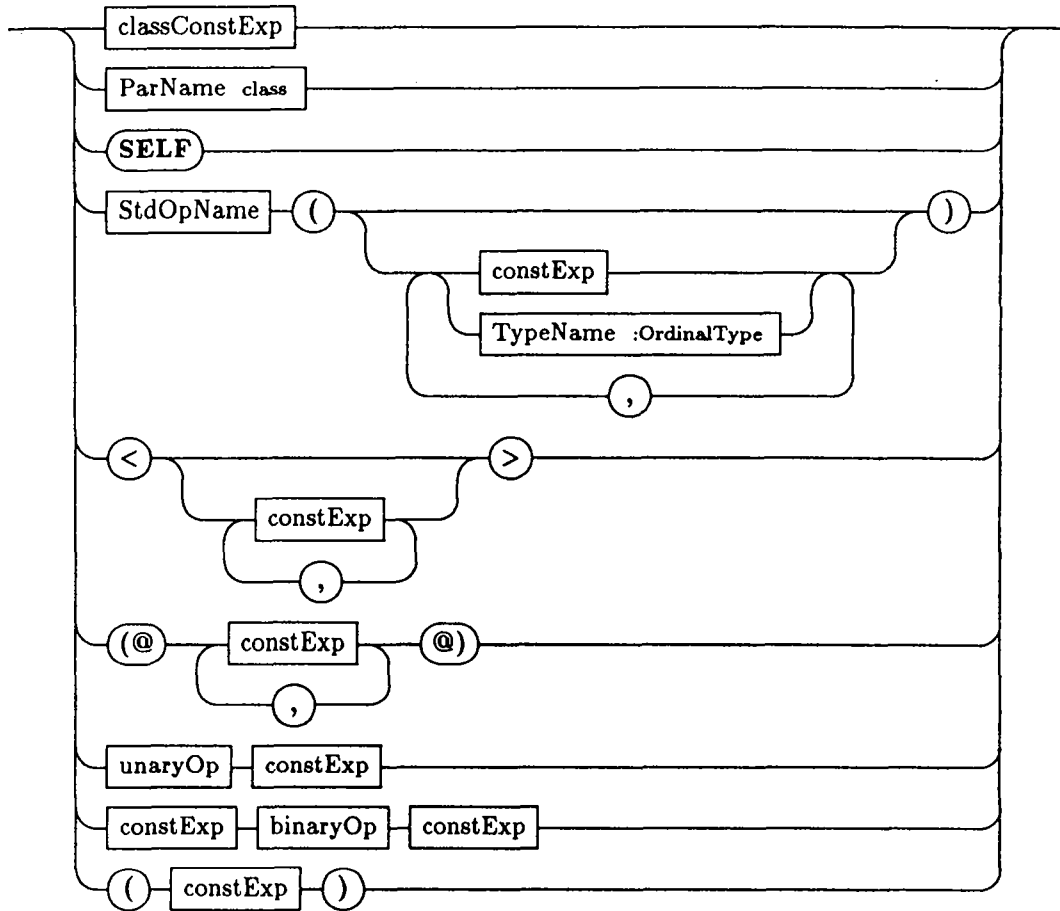 classConstExp
ParName class
SELF
StdOpName ( )
constExp
TypeName :OrdinalType
,
< >
constExp
,
(@ constExp @)
,
unaryOp constExp
constExp binaryOp constExp
( constExp )